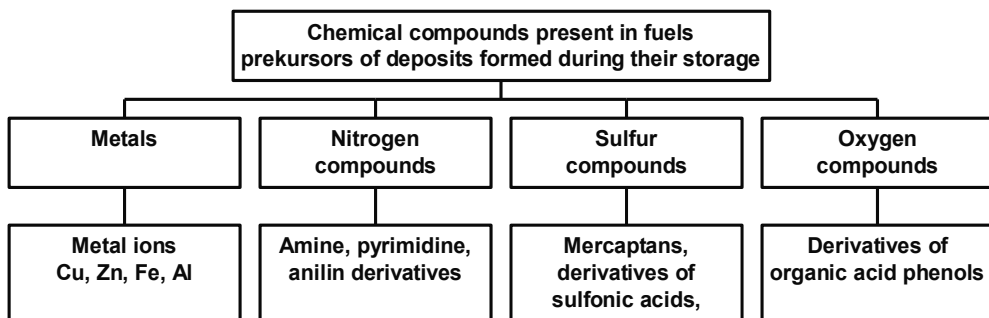 Chemical compounds present in fuels
prekursors of deposits formed during their storage
Metals
Nitrogen
compounds
Sulfur
compounds
Oxygen
compounds
Metal ions
Cu, Zn, Fe, Al
Amine, pyrimidine,
anilin derivatives
Mercaptans,
derivatives of
sulfonic acids,
Derivatives of
organic acid phenols